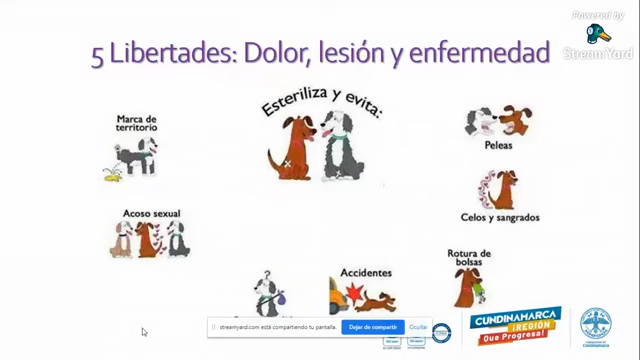 Powered by
StreamYard
5 Libertades: Dolor, lesión y enfermedad
Esteriliza y evita:
Marca de
territorio
Peleas
Acoso sexual
Celos y sangrados
Rotura de
bolsas
Accidentes
?
streamyard.com está compartiendo tu pantalla.
Dejar de compartir
Ocultar
CUNDINAMARCA
¡REGIÓN
Que Progresa!